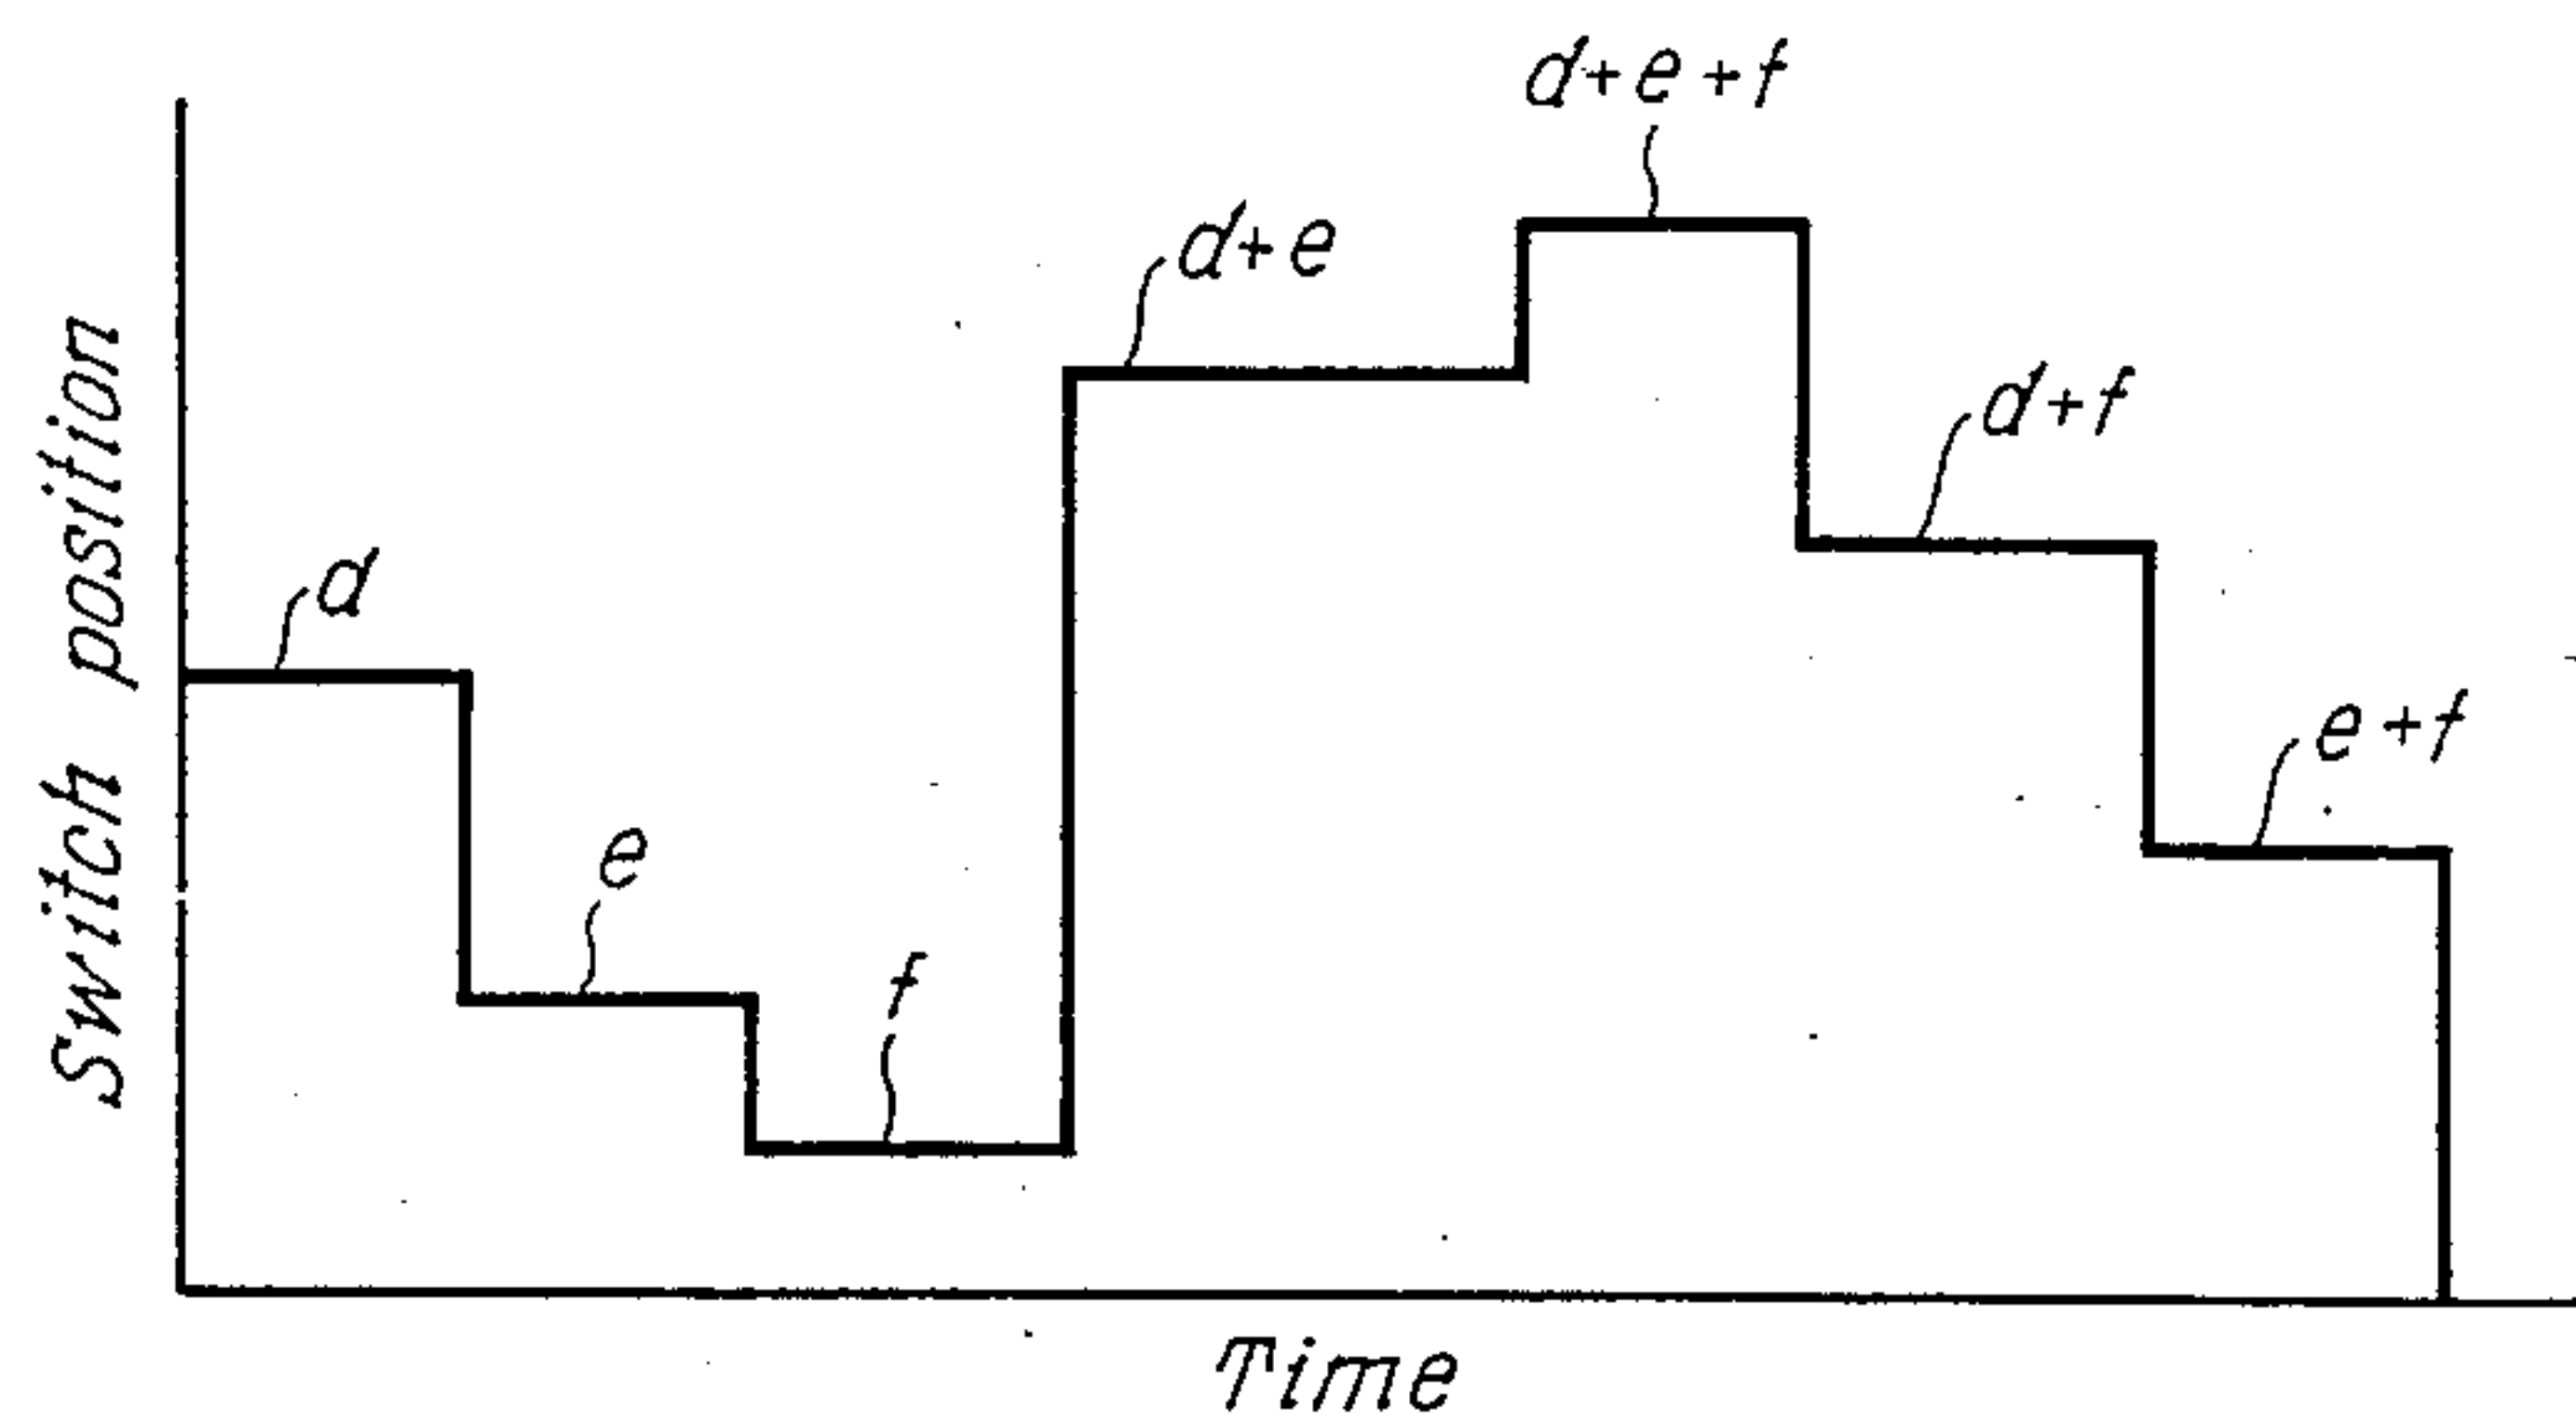 d+e+f
d+e
d+f
d
e+f
e
f
Switch position
Time